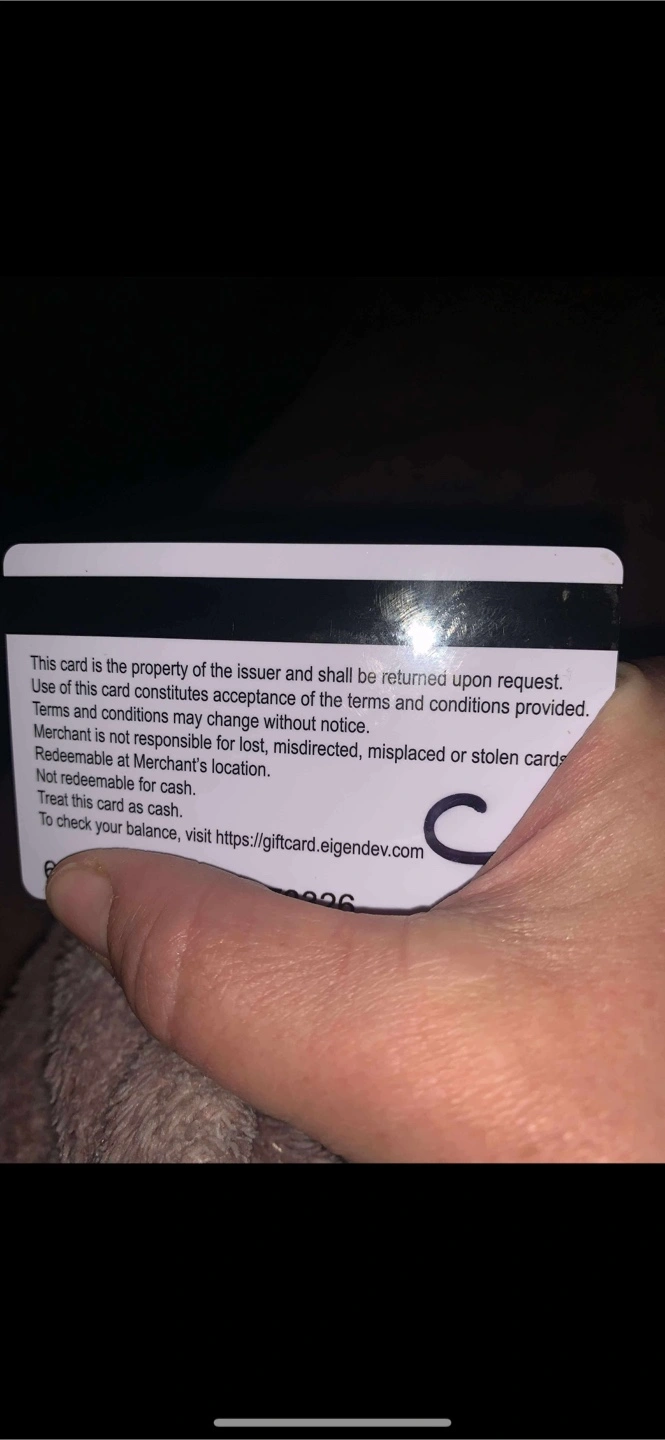 This card is the property of the issuer and shall be returned upon request.
Use of this card constitutes acceptance of the terms and conditions provided.
Terms and conditions may change without notice.
Merchant is not responsible for lost, misdirected, misplaced or stolen cards
Redeemable at Merchant's location.
Not redeemable for cash.
Treat this card as cash.
To check your balance, visit https://giftcard.eigendev.com